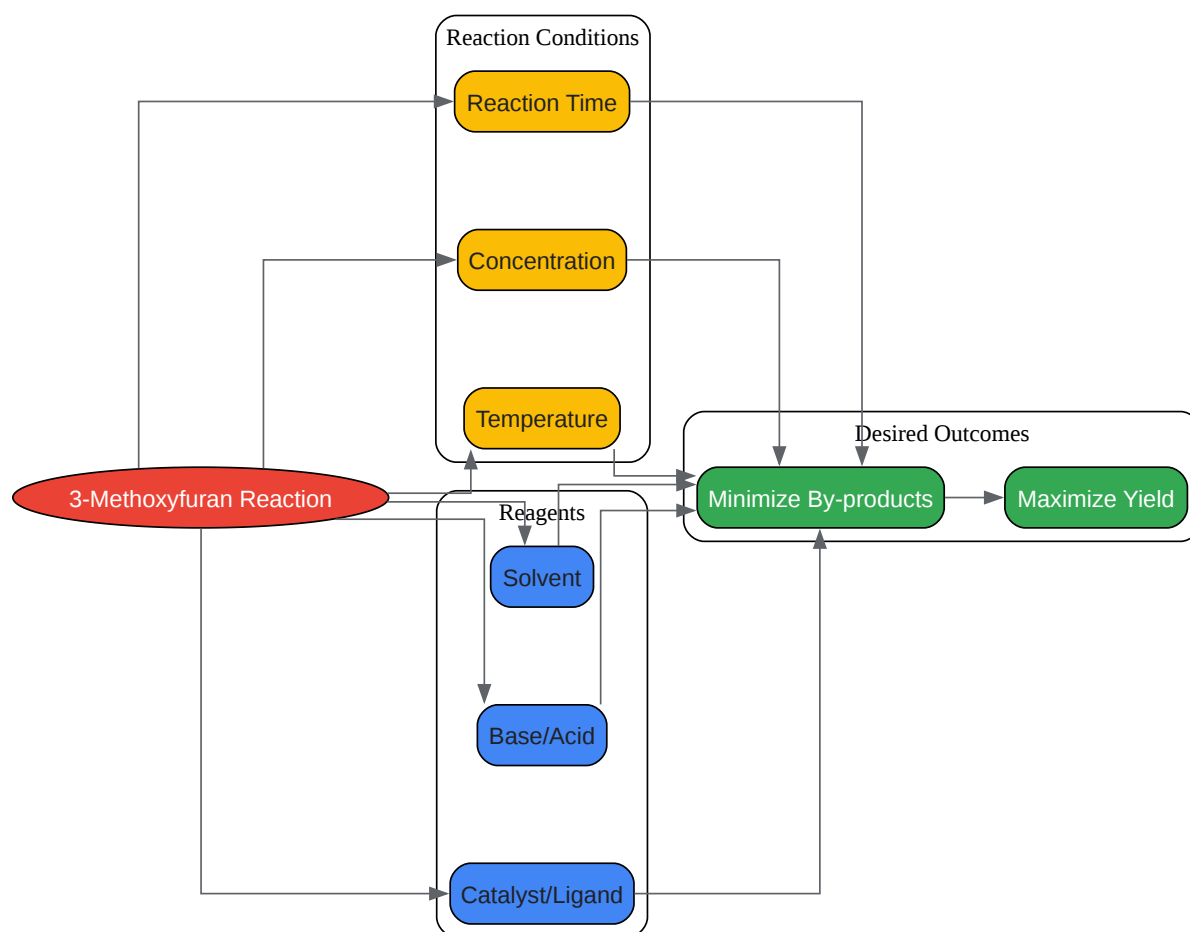 Reaction Conditions
Reaction Time
Concentration
Temperature
Desired Outcomes
3-Methoxyfuran Reaction
Minimize By-products
Maximize Yield
Reagents
Solvent
Base/Acid
Catalyst/Ligand